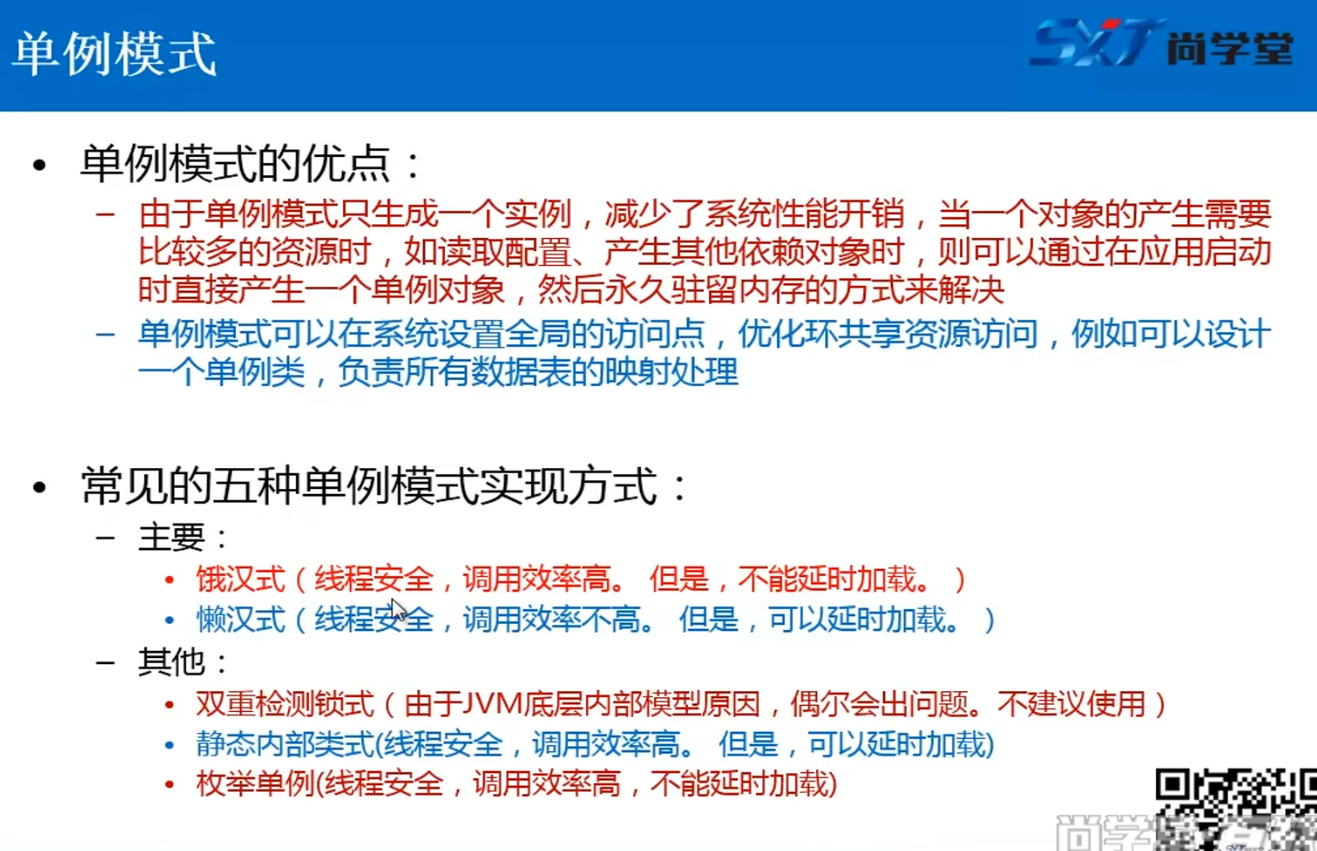 单例模式
SXT 尚学堂
• 单例模式的优点：
– 由于单例模式只生成一个实例，减少了系统性能开销，当一个对象的产生需要
比较多的资源时，如读取配置、产生其他依赖对象时，则可以通过在应用启动
时直接产生一个单例对象，然后永久驻留内存的方式来解决
– 单例模式可以在系统设置全局的访问点，优化环共享资源访问，例如可以设计
一个单例类，负责所有数据表的映射处理
• 常见的五种单例模式实现方式：
– 主要：
• 饿汉式（线程安全，调用效率高。 但是，不能延时加载。）
• 懒汉式（线程安全，调用效率不高。 但是，可以延时加载。）
– 其他：
• 双重检测锁式（由于JVM底层内部模型原因，偶尔会出问题。不建议使用）
• 静态内部类式(线程安全，调用效率高。 但是，可以延时加载)
• 枚举单例(线程安全，调用效率高，不能延时加载)
尚学堂